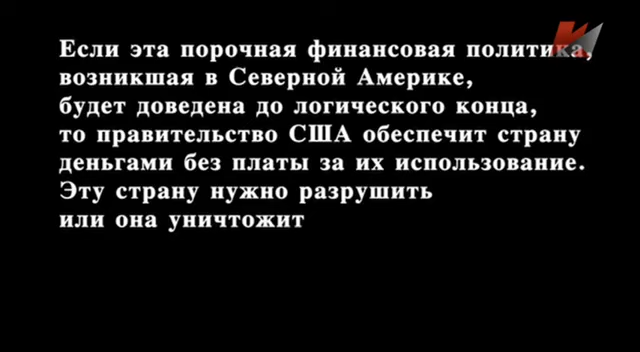 Если эта порочная финансовая политика,
возникшая в Северной Америке,
будет доведена до логического конца,
то правительство США обеспечит страну
деньгами без платы за их использование.
Эту страну нужно разрушить
или она уничтожит